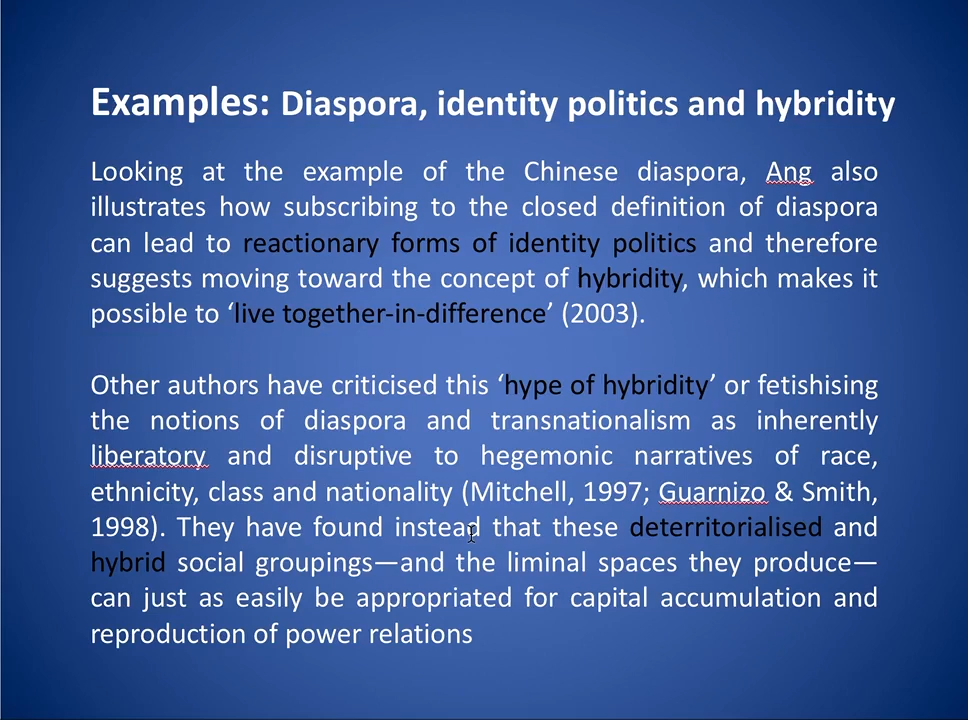 Examples: Diaspora, identity politics and hybridity
Looking at the example of the Chinese diaspora, Ang also
illustrates how subscribing to the closed definition of diaspora
can lead to reactionary forms of identity politics and therefore
suggests moving toward the concept of hybridity, which makes it
possible to ‘live together-in-difference’ (2003).
Other authors have criticised this ‘hype of hybridity’ or fetishising
the notions of diaspora and transnationalism as inherently
liberatory and disruptive to hegemonic narratives of race,
ethnicity, class and nationality (Mitchell, 1997; Guarnizo & Smith,
1998). They have found instead that these deterritorialised and
hybrid social groupings—and the liminal spaces they produce—
can just as easily be appropriated for capital accumulation and
reproduction of power relations